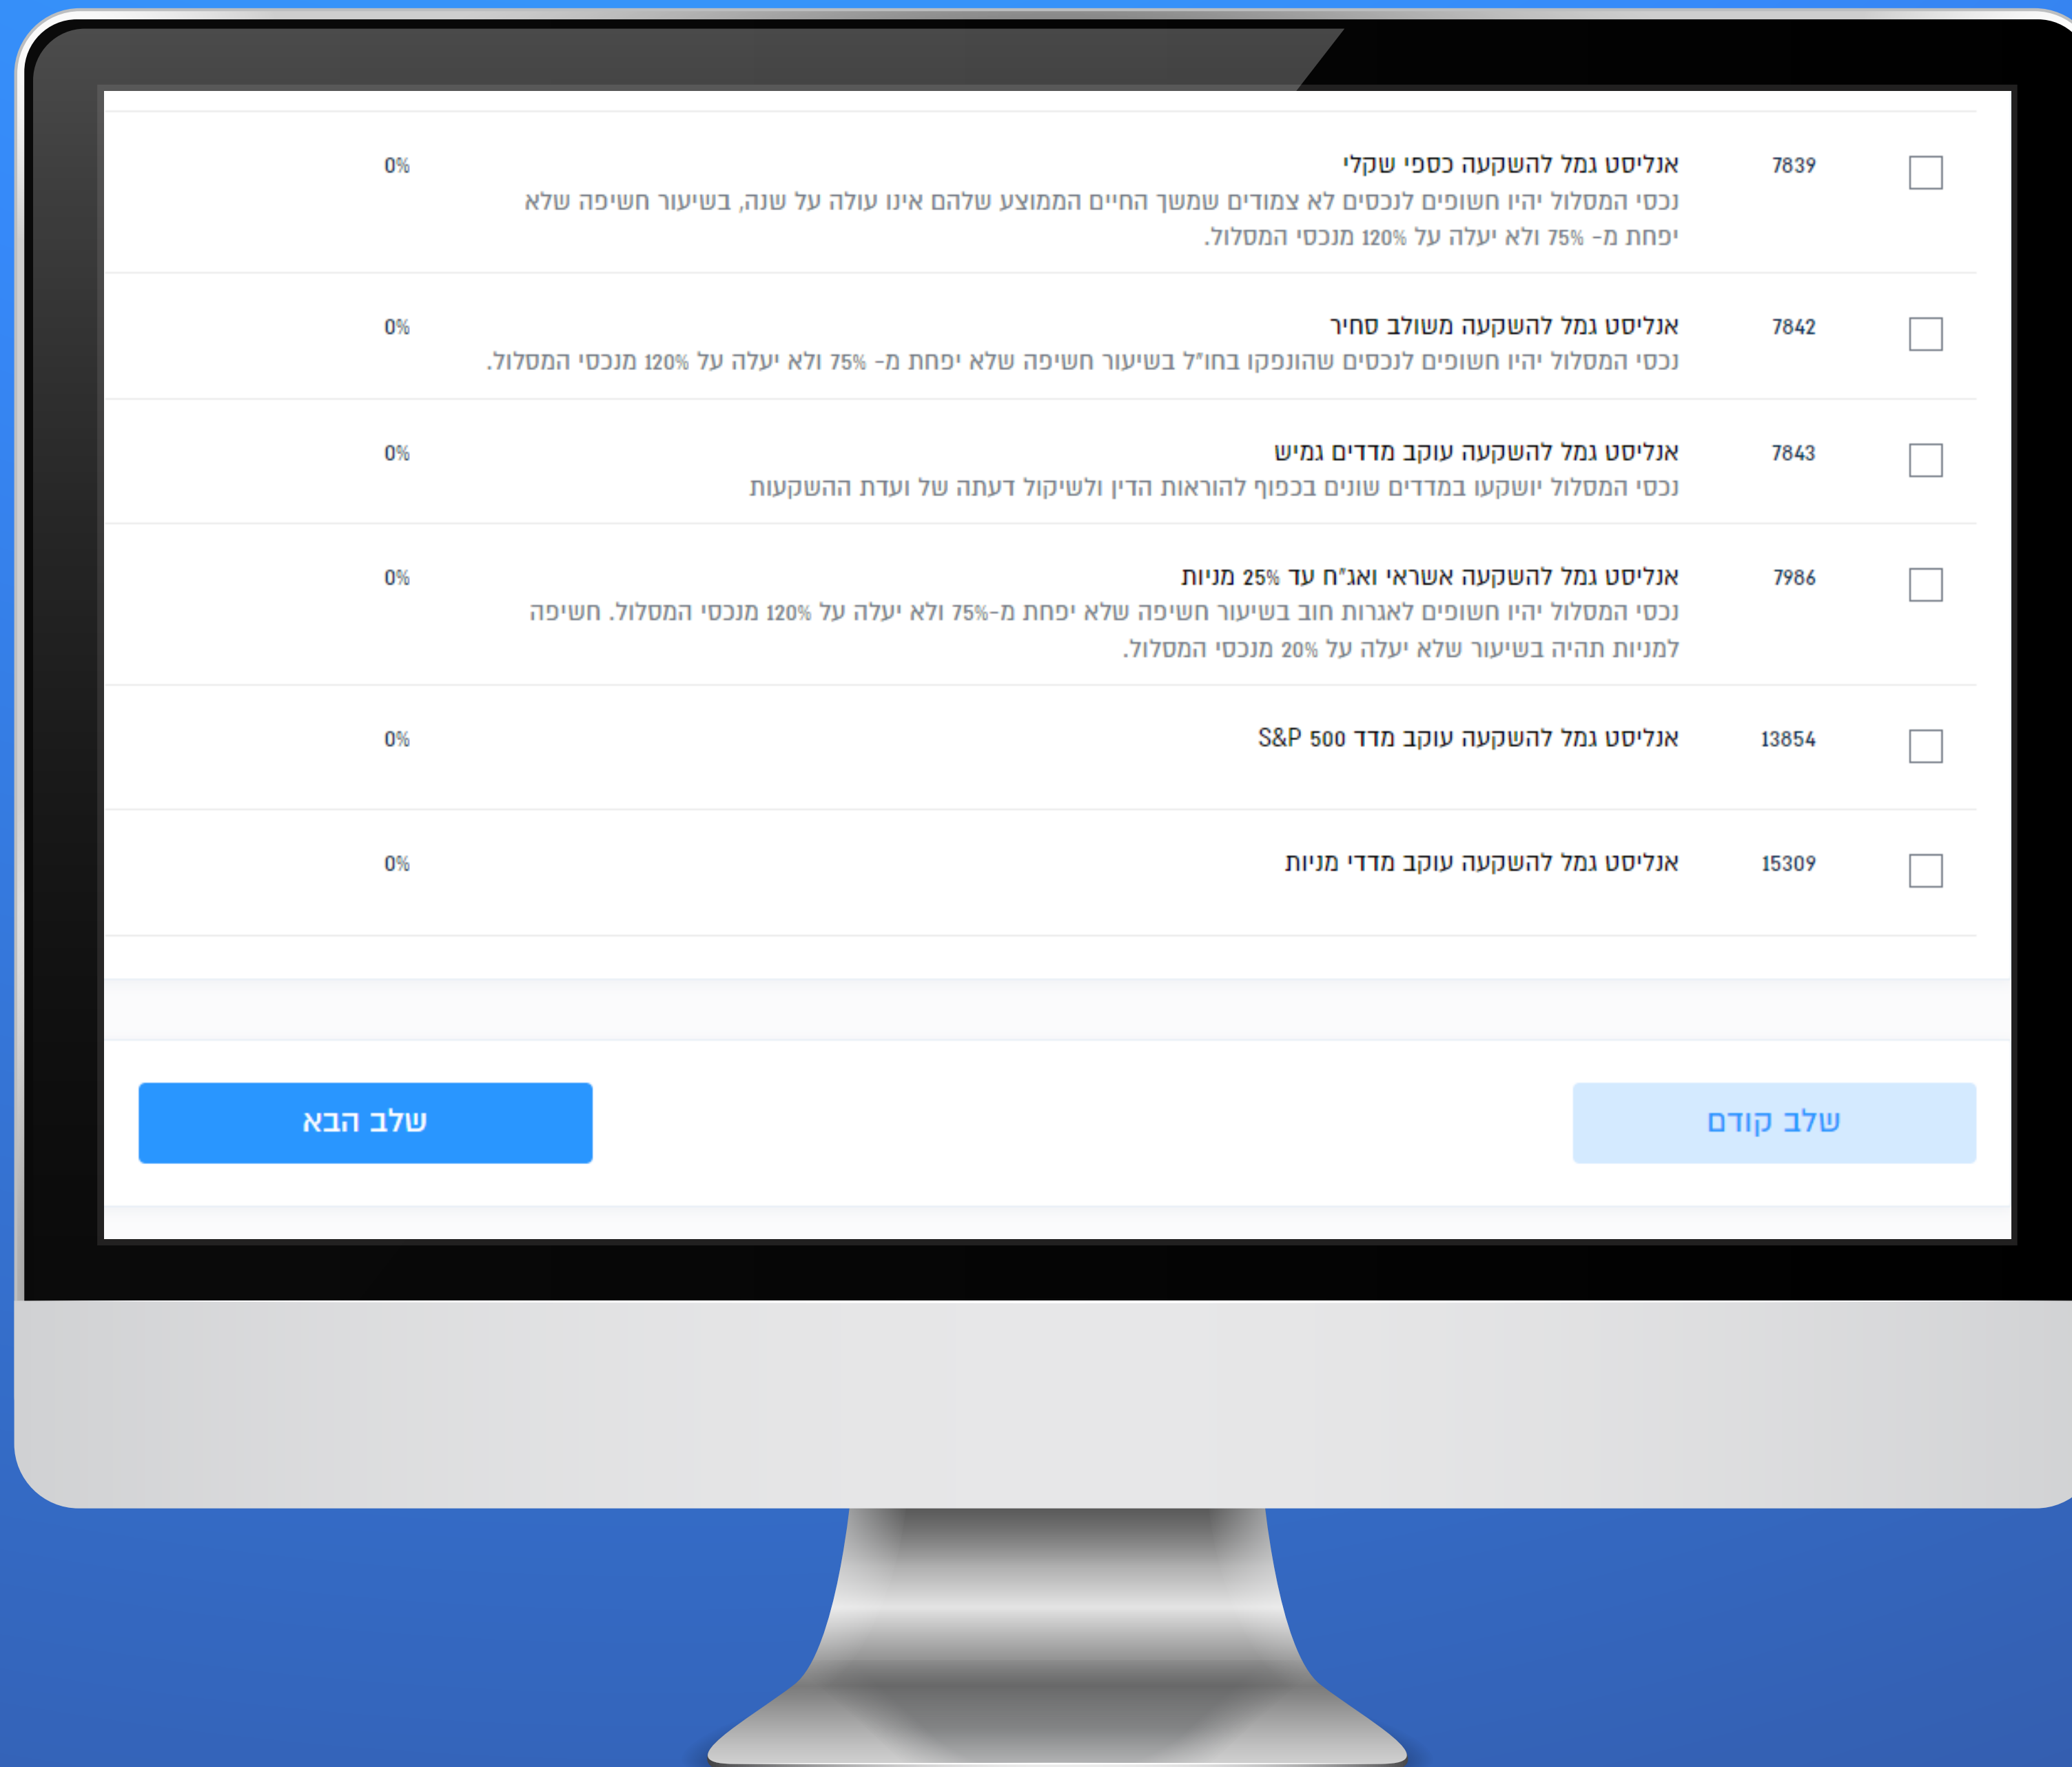 7839 אנליסט גמל להשקעה כספי שקלי 0%
נכסי המסלול יהיו חשופים לנכסים לא צמודים שמשך החיים הממוצע שלהם אינו עולה על שנה, בשיעור חשיפה שלא
יפחת מ- 75% ולא יעלה על 120% מנכסי המסלול.
7842 אנליסט גמל להשקעה משולב סחיר 0%
נכסי המסלול יהיו חשופים לנכסים שהונפקו בחו"ל בשיעור חשיפה שלא יפחת מ- 75% ולא יעלה על 120% מנכסי המסלול.
7843 אנליסט גמל להשקעה עוקב מדדים גמיש 0%
נכסי המסלול יושקעו במדדים שונים בכפוף להוראות הדין ולשיקול דעתה של ועדת ההשקעות
7986 אנליסט גמל להשקעה אשראי ואג"ח עד 25% מניות 0%
נכסי המסלול יהיו חשופים לאגרות חוב בשיעור חשיפה שלא יפחת מ-75% ולא יעלה על 120% מנכסי המסלול. חשיפה
למניות תהיה בשיעור שלא יעלה על 20% מנכסי המסלול.
13854 אנליסט גמל להשקעה עוקב מדד S&P 500 0%
15309 אנליסט גמל להשקעה עוקב מדדי מניות 0%
שלב קודם
שלב הבא